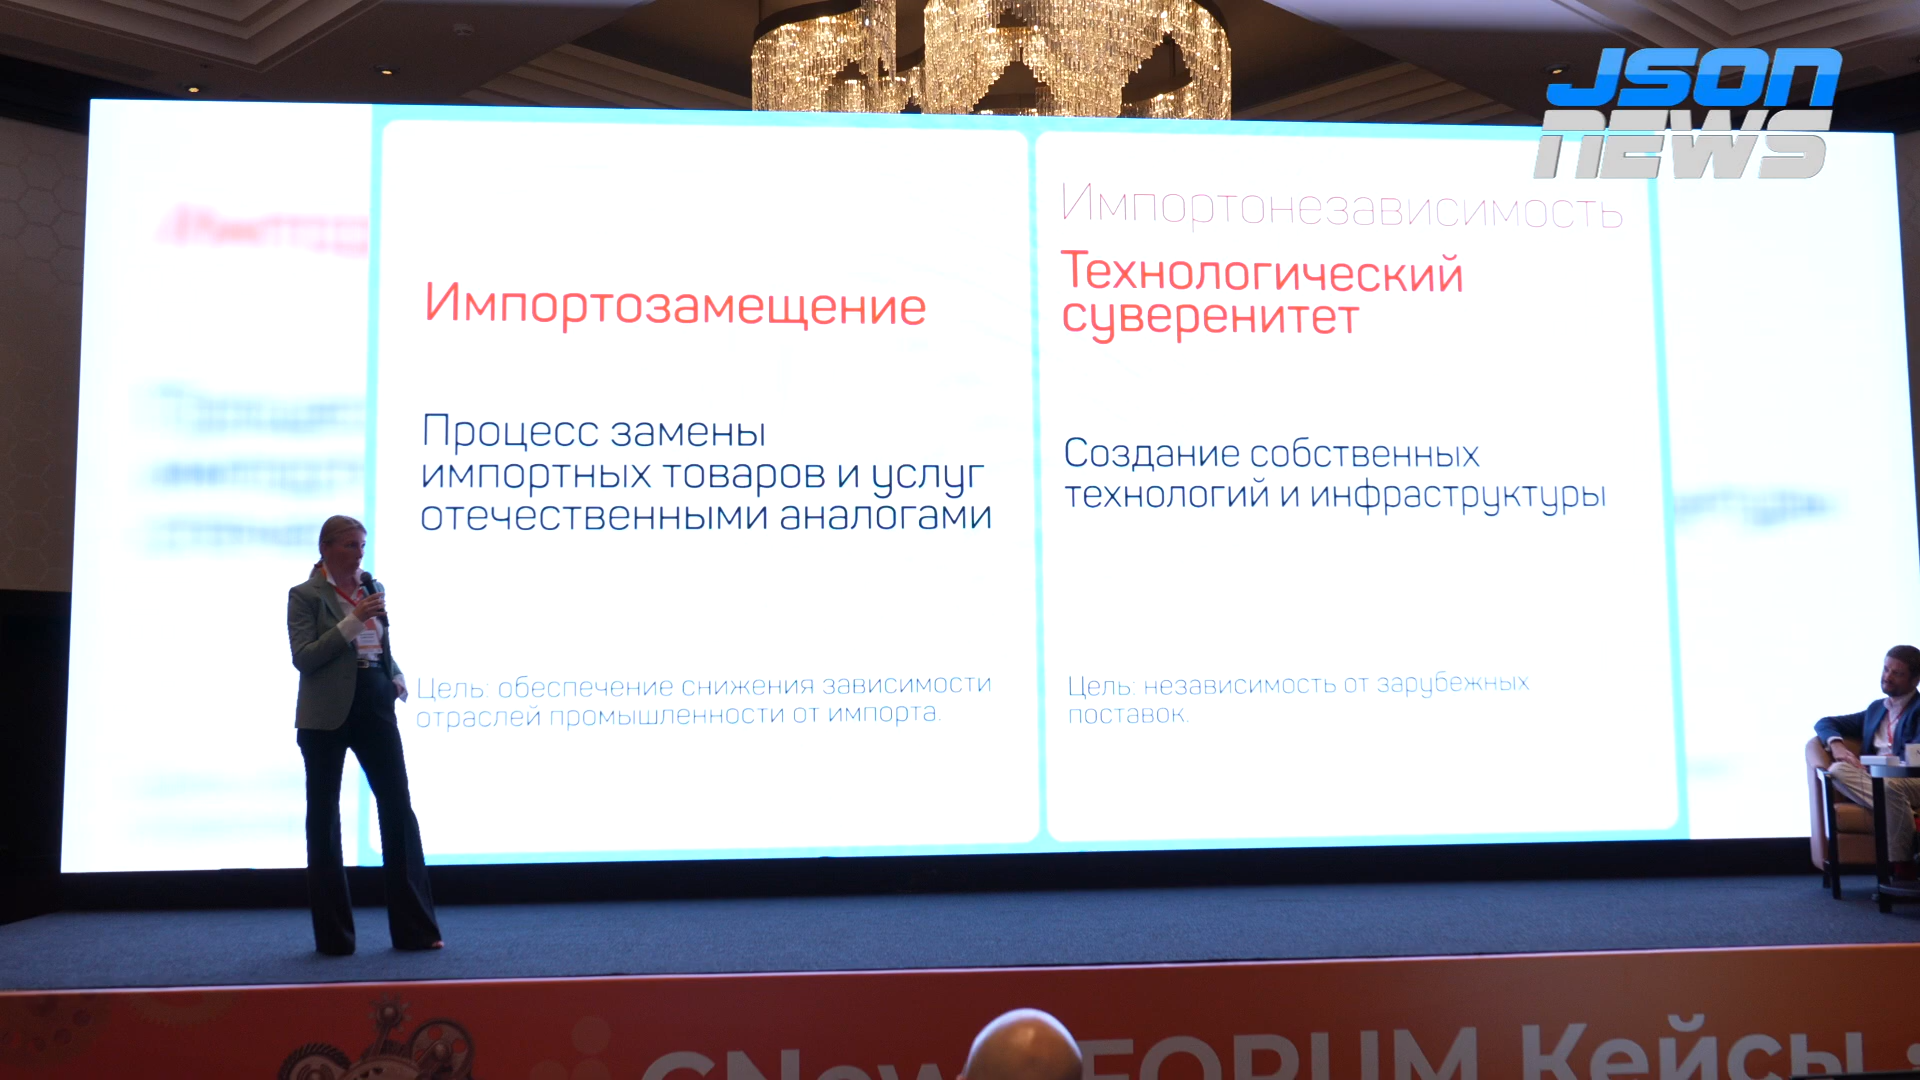 JSON
NEWS
Импортозамещение
Процесс замены
импортных товаров и услуг
отечественными аналогами
Цель: обеспечение снижения зависимости
отраслей промышленности от импорта.
Импортонезависимость
Технологический
суверенитет
Создание собственных
технологий и инфраструктуры
Цель: независимость от зарубежных
поставок.
CNews FORUM Кейсы